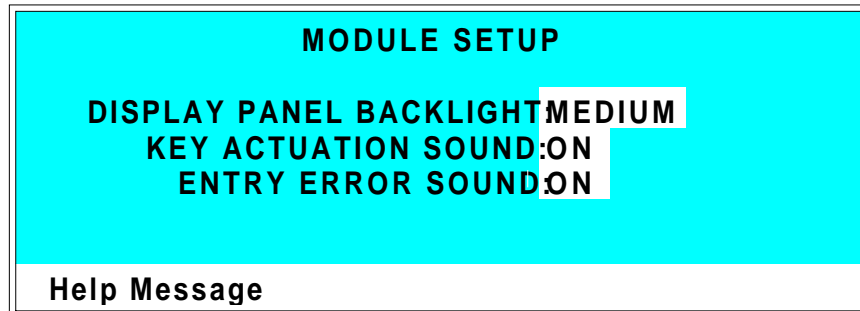 MODULE SETUP
DISPLAY PANEL BACKLIGHT:MEDIUM
KEY ACTUATION SOUND:ON
ENTRY ERROR SOUND:ON
Help Message